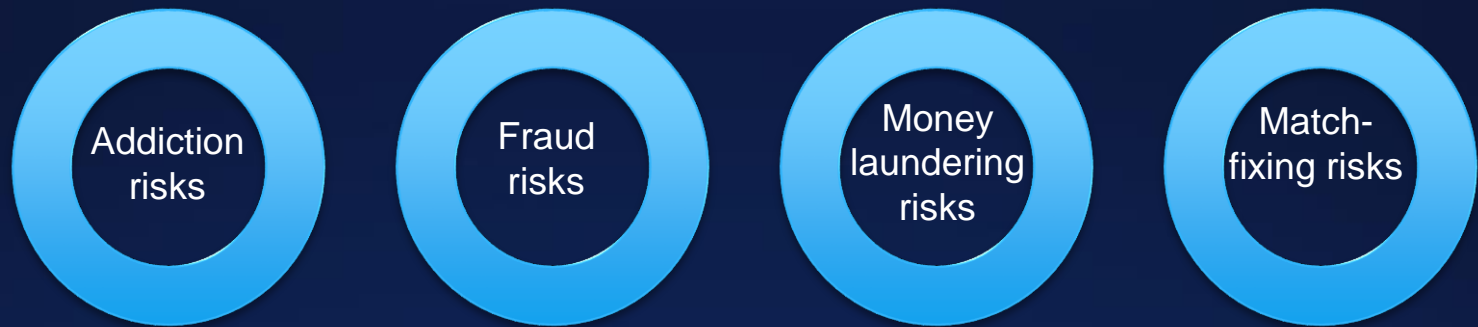 Addiction
risks
Fraud
risks
Money
laundering
risks
Match-
fixing risks